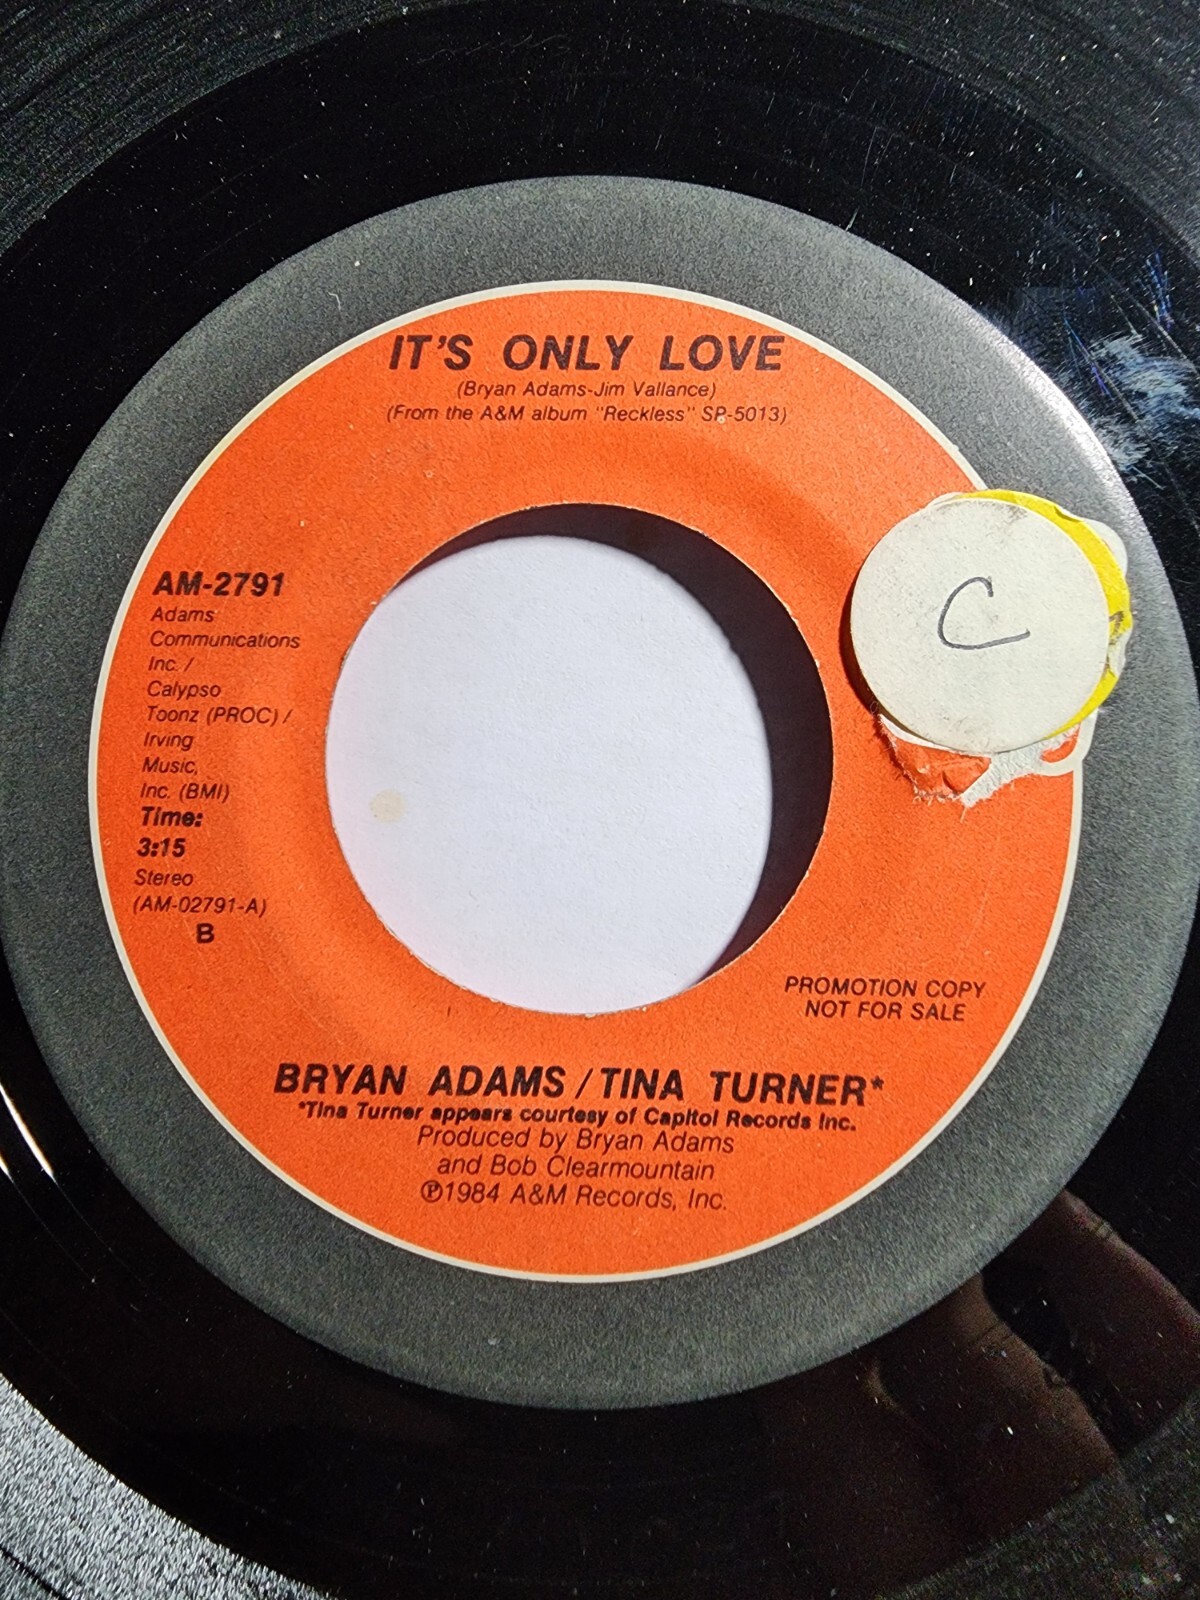 IT'S ONLY LOVE
(Bryan Adams-Jim Vallance)
(From the A&M album "Reckless" SP-5013)
AM-2791
Adams
Communications
Inc. /
Calypso
Toonz (PROC) /
Irving
Music,
Inc. (BMI)
Time:
3:15
Stereo
(AM-02791-A)
B
C
PROMOTION COPY
NOT FOR SALE
BRYAN ADAMS / TINA TURNER*
*Tina Turner appears courtesy of Capitol Records Inc.
Produced by Bryan Adams
and Bob Clearmountain
℗1984 A&M Records, Inc.